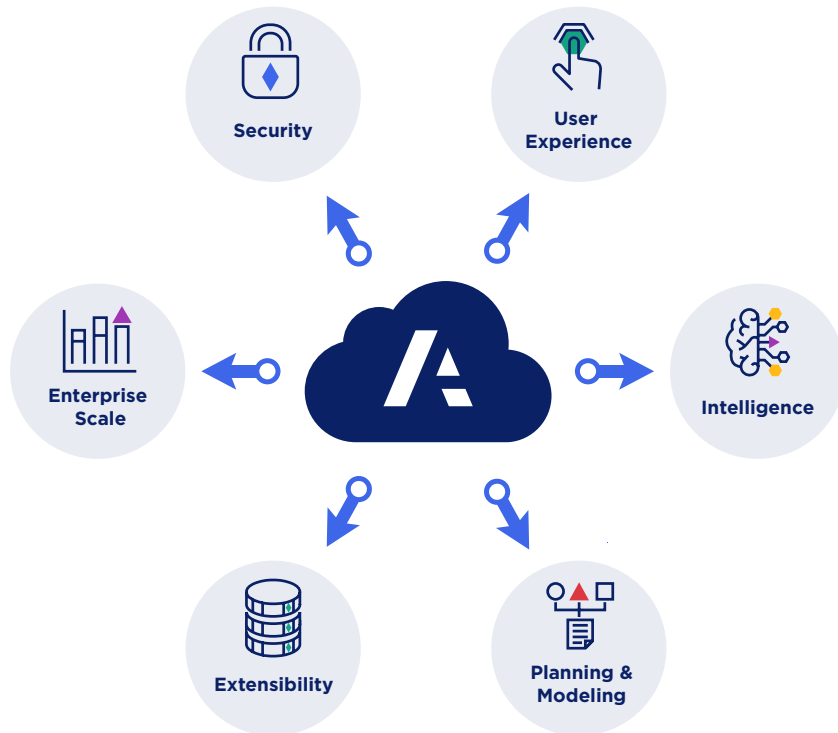 Security
User
Experience
Enterprise
Scale
Intelligence
Extensibility
Planning &
Modeling